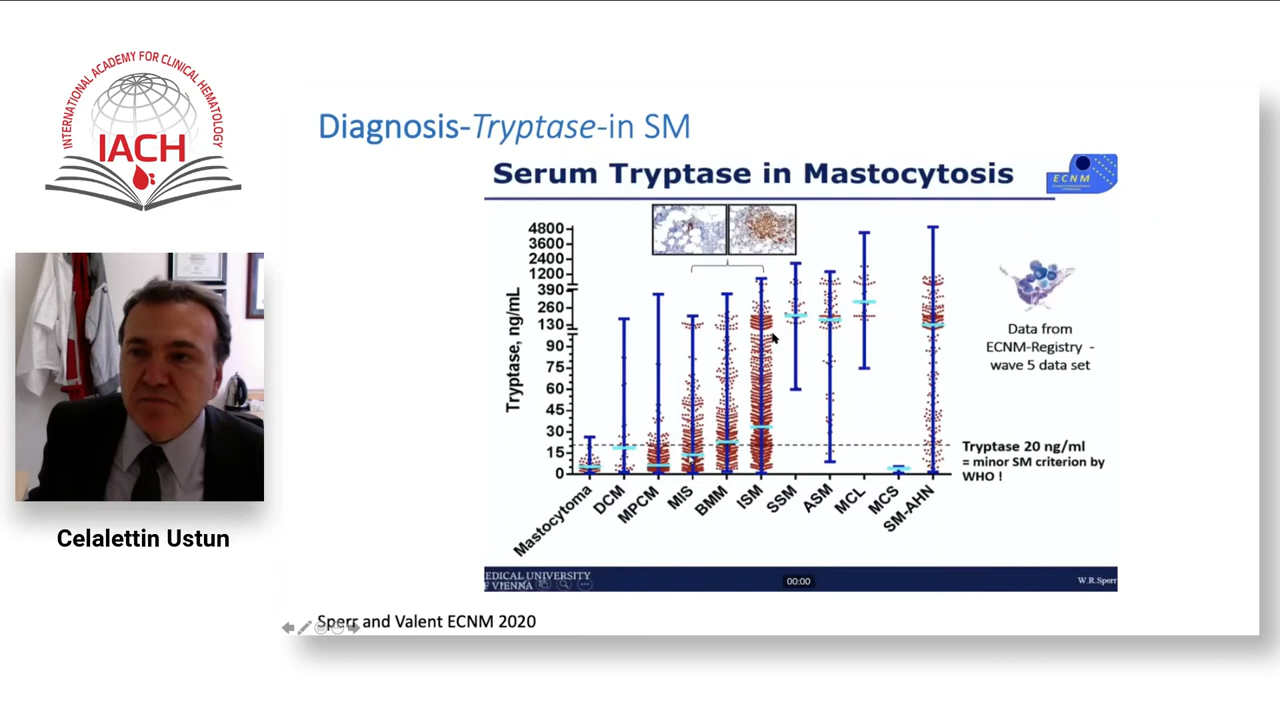 INTERNATIONAL ACADEMY FOR CLINICAL HEMATOLOGY
IACH
Celalettin Ustun
Diagnosis-Tryptase-in SM
Serum Tryptase in Mastocytosis
ECNM
Tryptase, ng/mL
4800
3600
2400
1200
390
260
130
90
75
60
45
30
15
0
Mastocytoma
DCM
MPCM
MIS
BMM
ISM
SSM
ASM
MCL
MCS
SM-AHN
Data from
ECNM-Registry -
wave 5 data set
Tryptase 20 ng/ml
= minor SM criterion by
WHO !
EDICAL UNIVERSITY
F VIENNA
00:00
W.R.Sperr
Sperr and Valent ECNM 2020